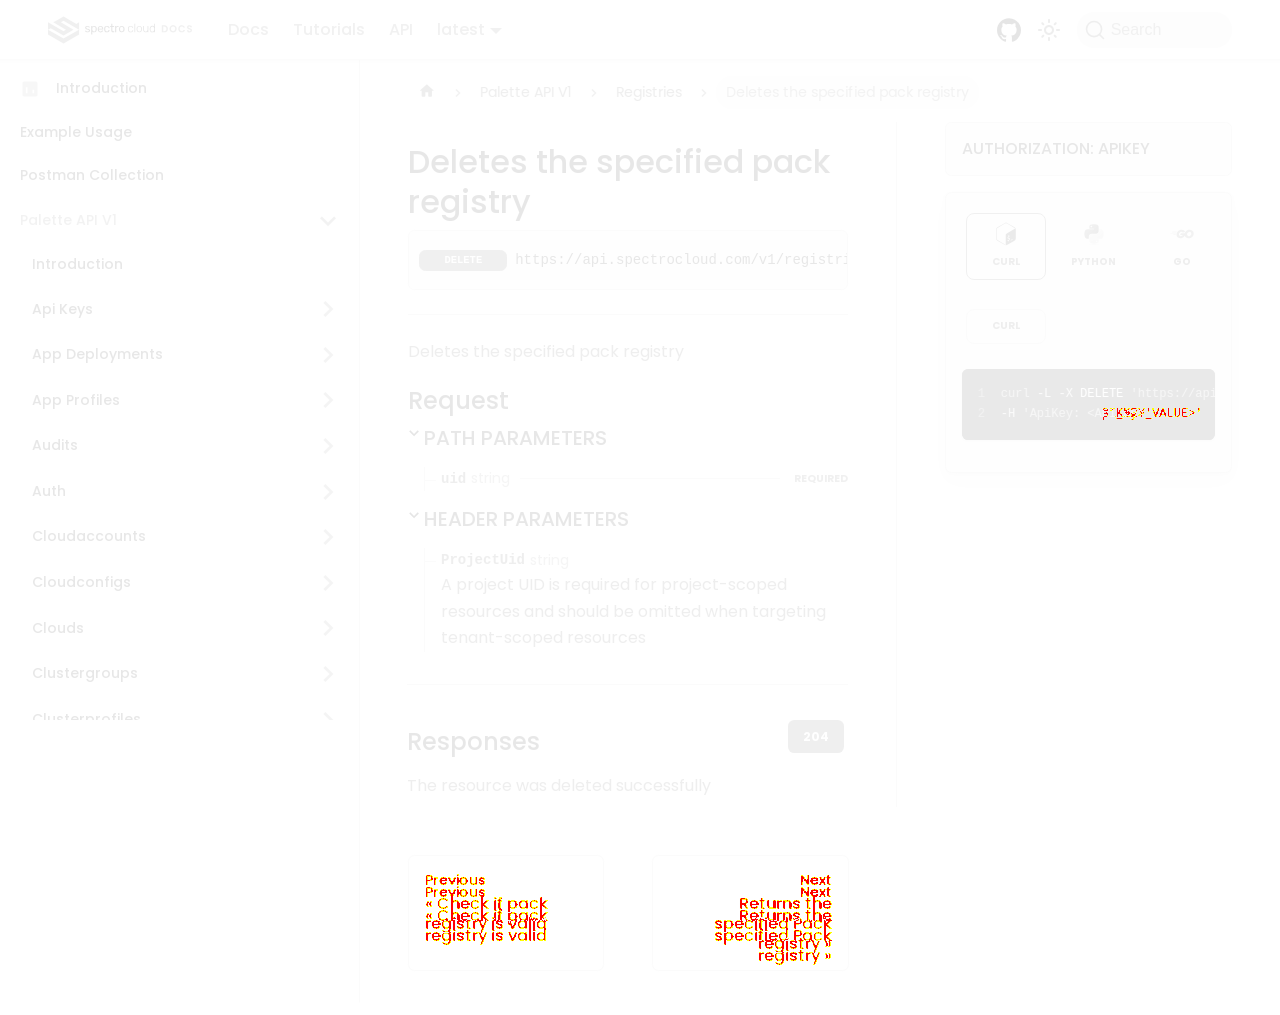 spectro cloud DOCS Docs Tutorials API latest Search
Introduction
Example Usage
Postman Collection
Palette API V1
Introduction
Api Keys
App Deployments
App Profiles
Audits
Auth
Cloudaccounts
Cloudconfigs
Clouds
Clustergroups
Clusterprofiles
Palette API V1 Registries Deletes the specified pack registry
Deletes the specified pack
registry
DELETE https://api.spectrocloud.com/v1/registri
Deletes the specified pack registry
Request
PATH PARAMETERS
uid string REQUIRED
HEADER PARAMETERS
ProjectUid string
A project UID is required for project-scoped
resources and should be omitted when targeting
tenant-scoped resources
Responses
204
The resource was deleted successfully
Previous
« Check if pack
registry is valid
Next
Returns the
specified Pack
registry »
AUTHORIZATION: APIKEY
CURL PYTHON GO
CURL
1 curl -L -X DELETE 'https://api
2 -H 'ApiKey: